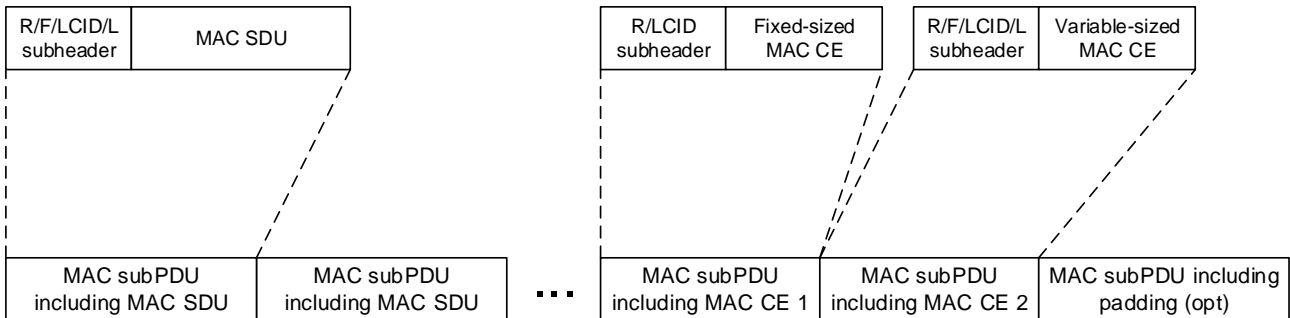 R/F/LCID/L
subheader
MAC SDU
R/LCID
subheader
Fixed-sized
MAC CE
R/F/LCID/L
subheader
Variable-sized
MAC CE
MAC subPDU
including MAC SDU
MAC subPDU
including MAC SDU
...
MAC subPDU
including MAC CE 1
MAC subPDU
including MAC CE 2
MAC subPDU including
padding (opt)